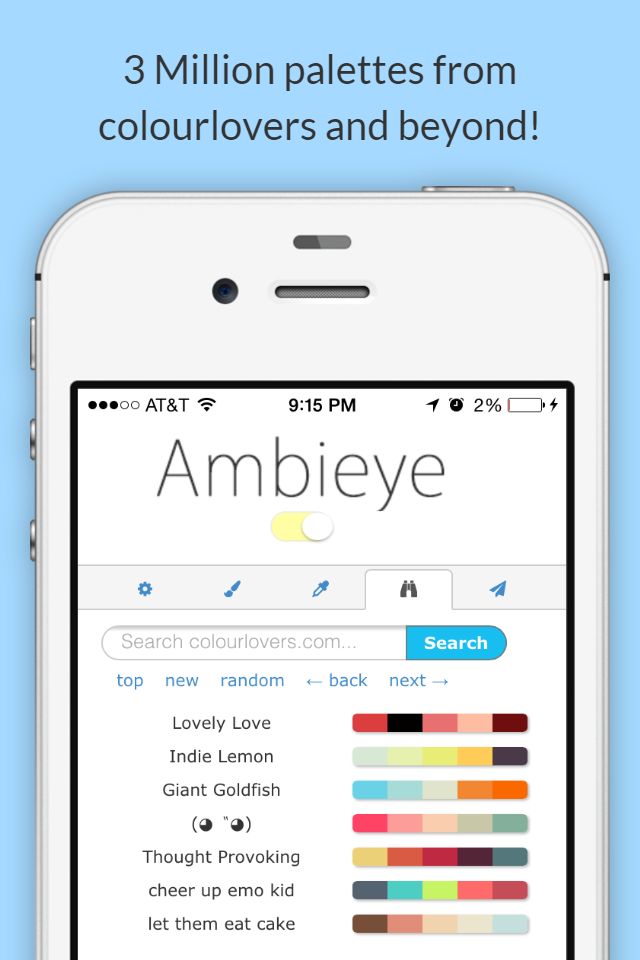 3 Million palettes from
colourlovers and beyond!
AT&T 9:15 PM 2%
Ambieye
Search colourlovers.com... Search
top new random ← back next →
Lovely Love
Indie Lemon
Giant Goldfish
(◕ ‶◕)
Thought Provoking
cheer up emo kid
let them eat cake